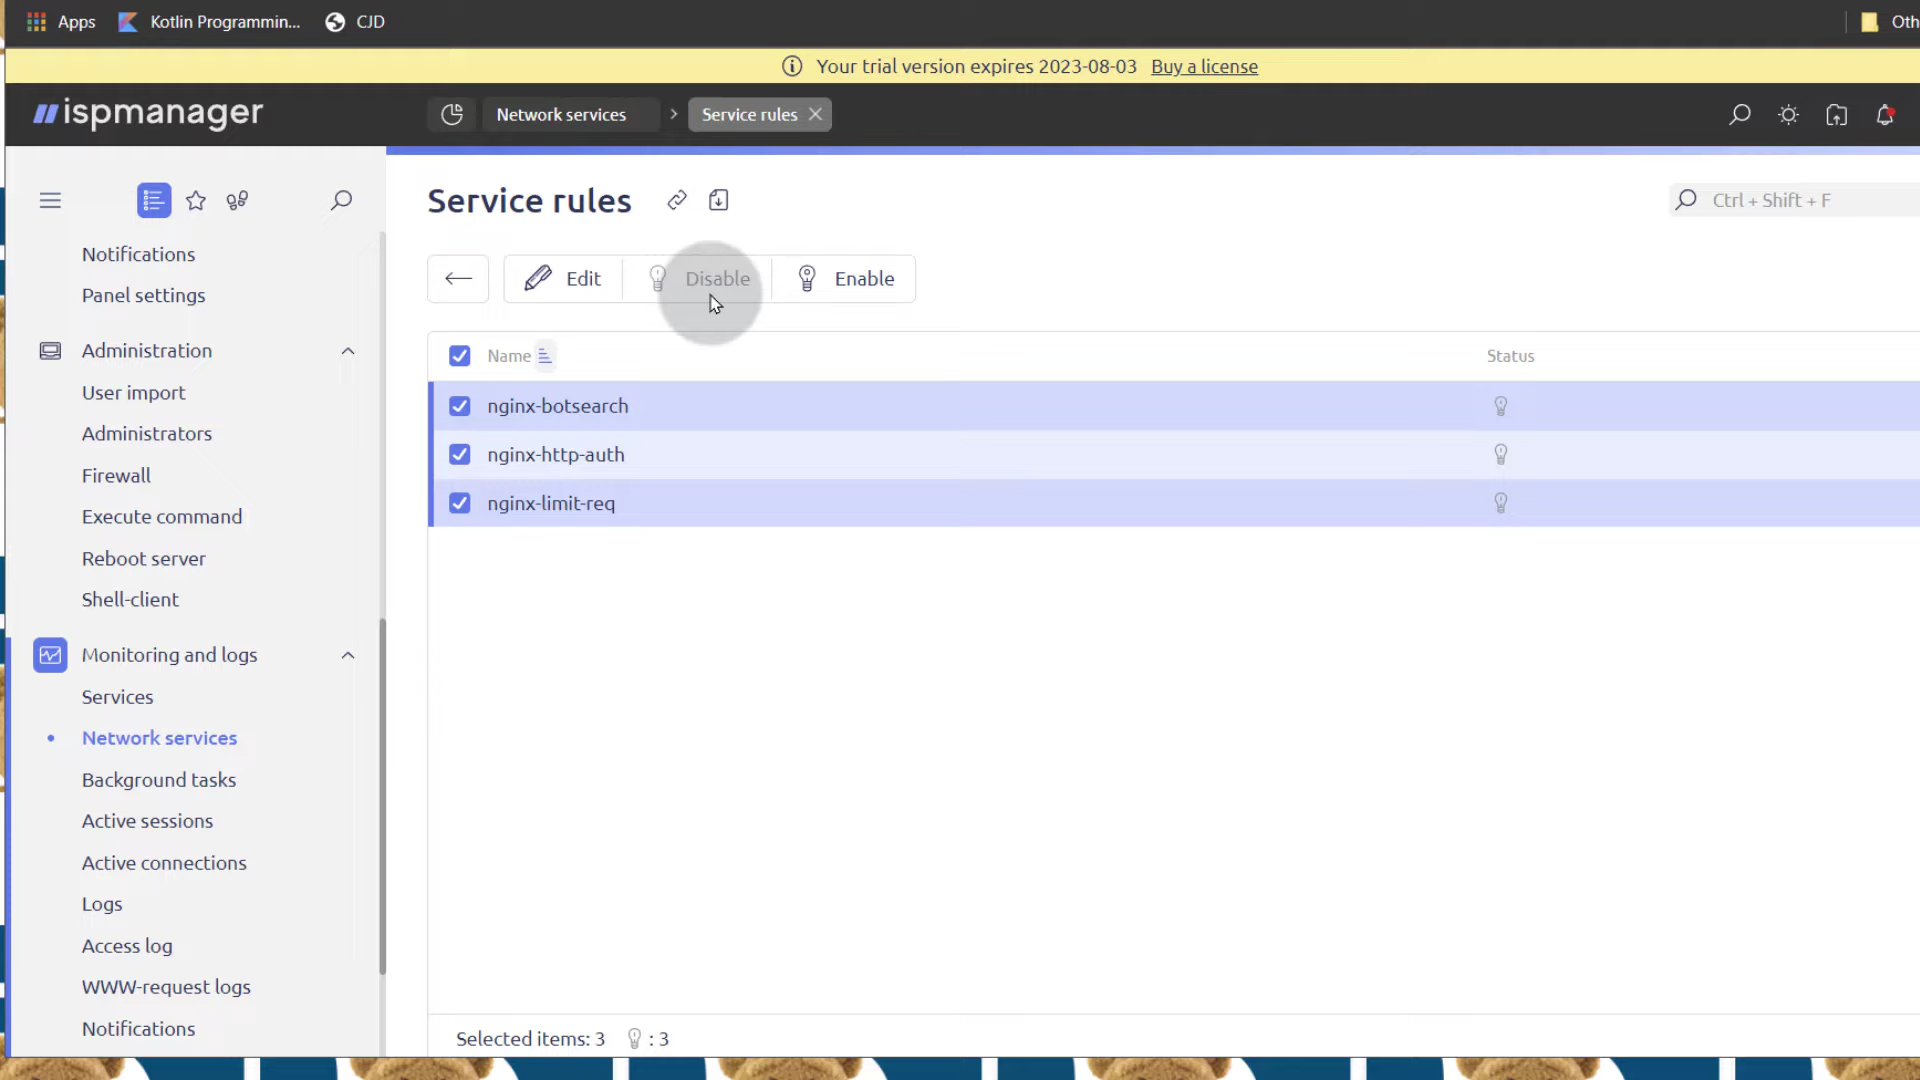 Apps
Kotlin Programmin...
CJD
Oth
Your trial version expires 2023-08-03 Buy a license
ispmanager
Network services
Service rules
Service rules
Ctrl + Shift + F
Edit
Disable
Enable
Name
Status
nginx-botsearch
nginx-http-auth
nginx-limit-req
Selected items: 3
: 3
Notifications
Panel settings
Administration
User import
Administrators
Firewall
Execute command
Reboot server
Shell-client
Monitoring and logs
Services
Network services
Background tasks
Active sessions
Active connections
Logs
Access log
WWW-request logs
Notifications